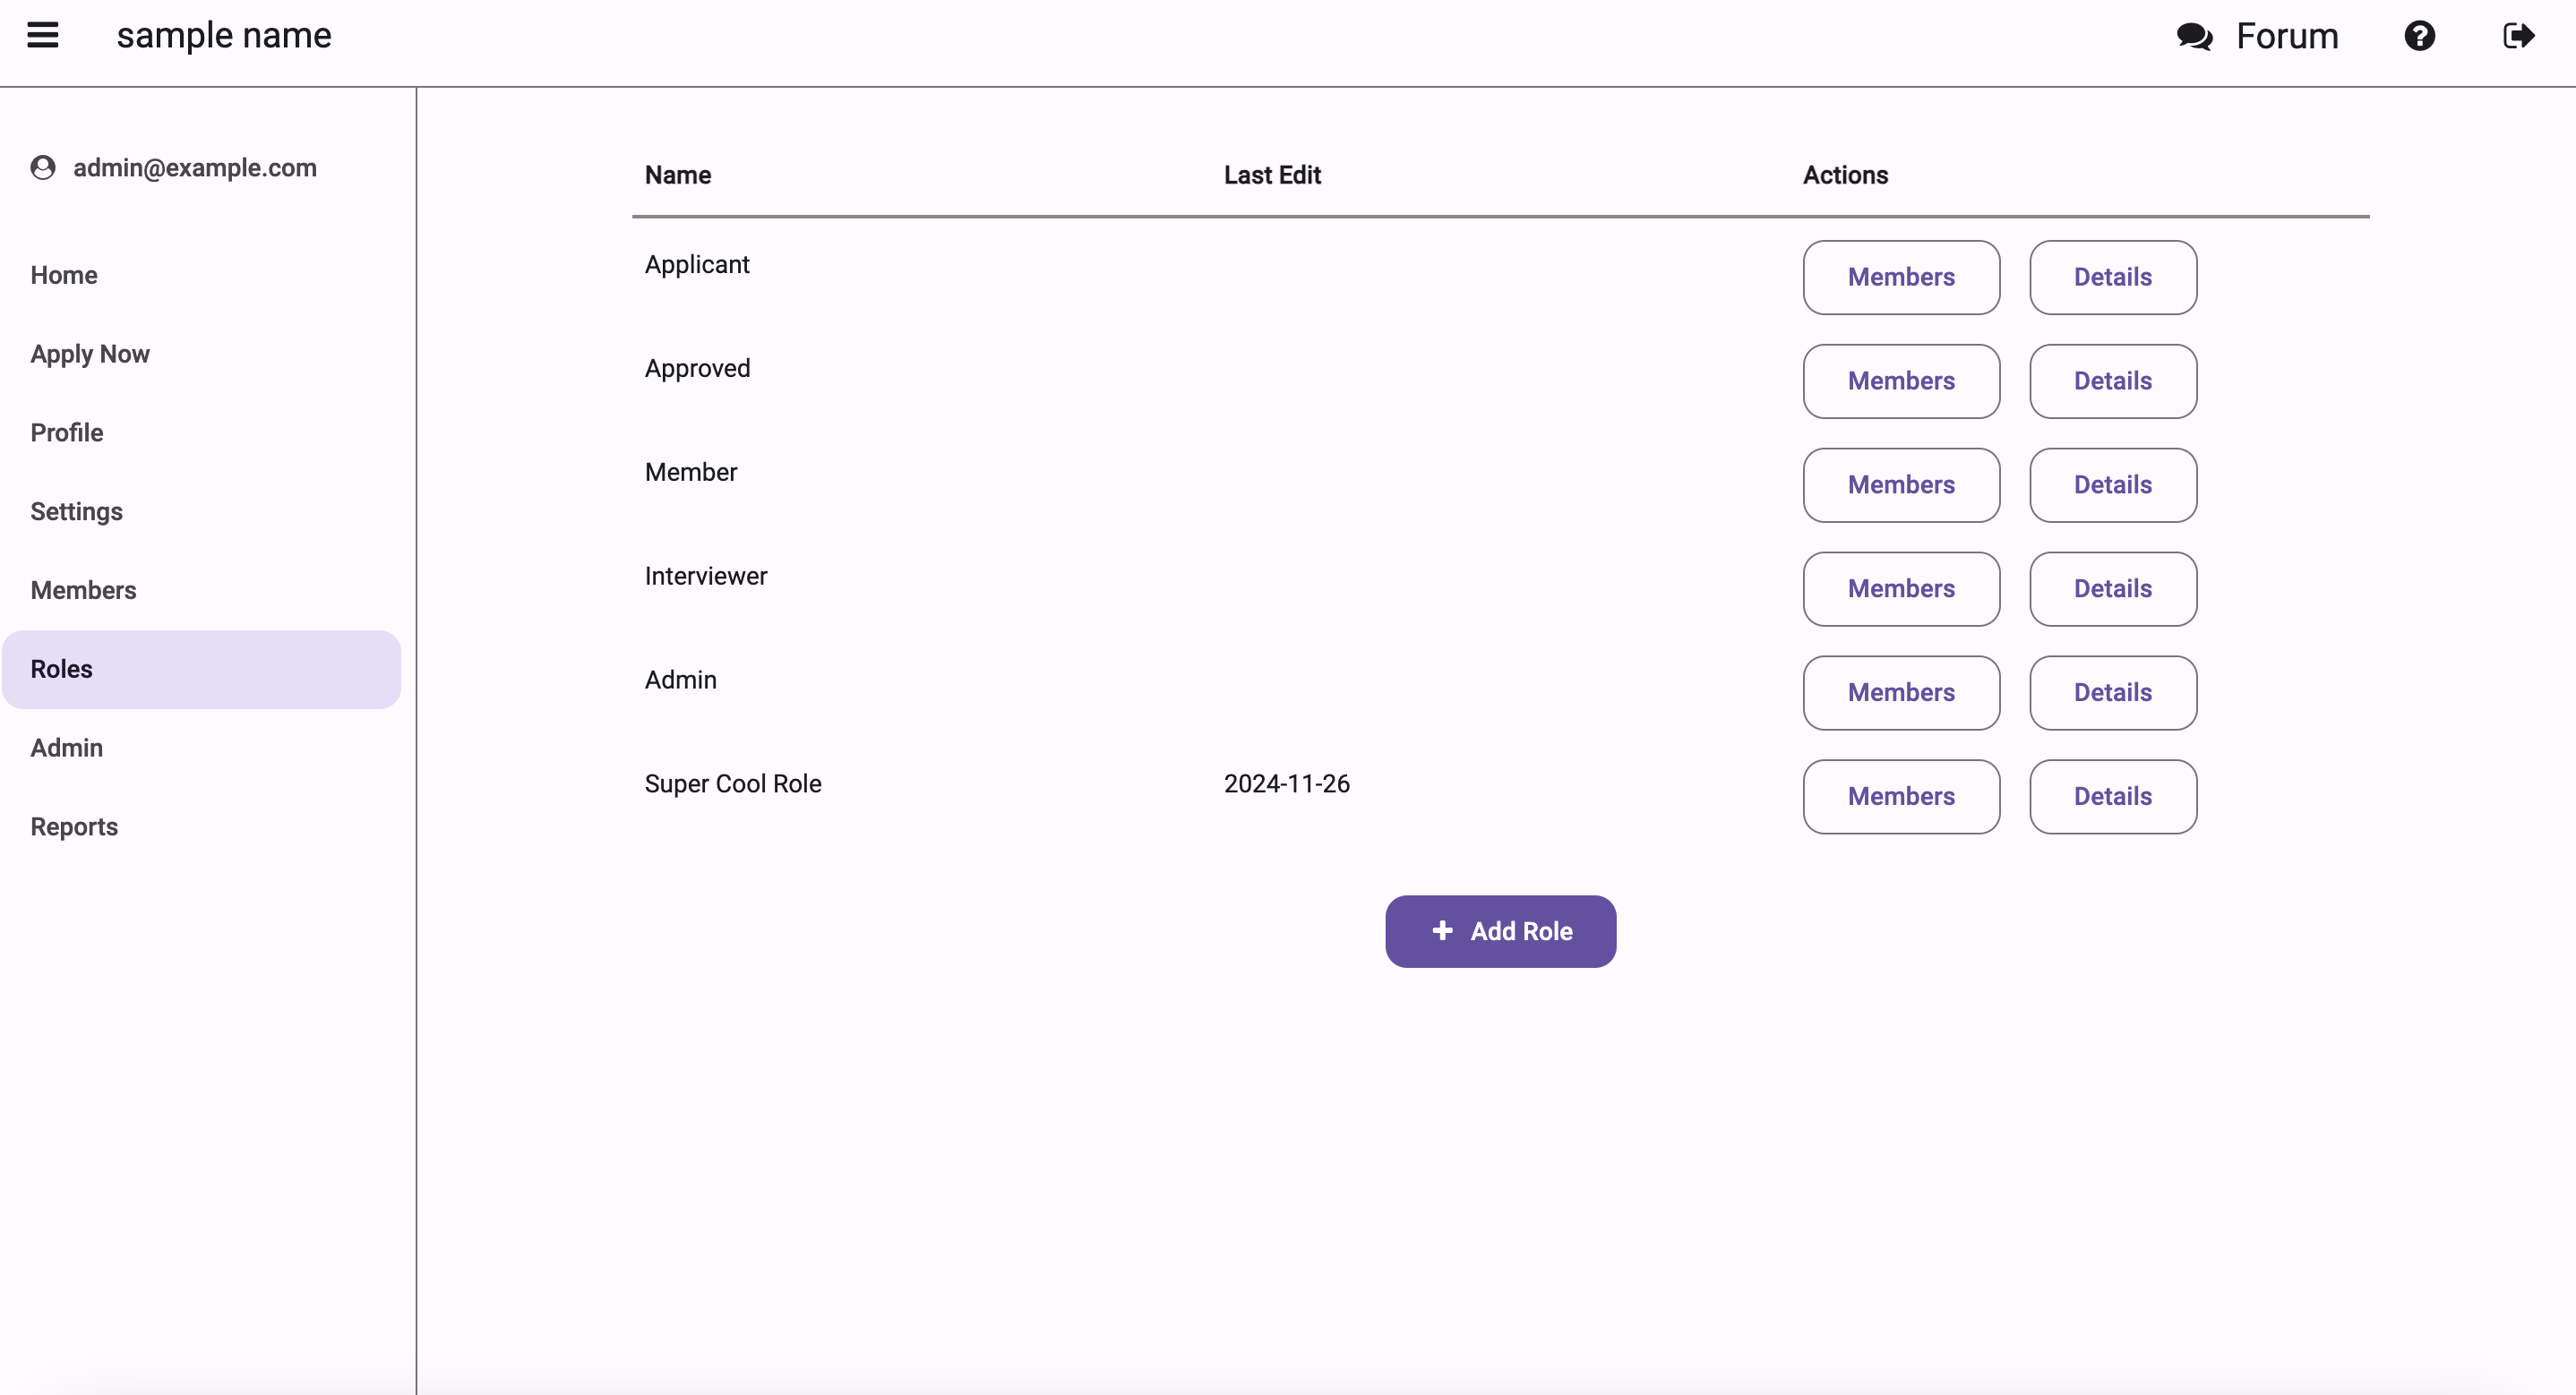 sample name
Forum
admin@example.com
Home
Apply Now
Profile
Settings
Members
Roles
Admin
Reports
Name Last Edit Actions
Applicant Members Details
Approved Members Details
Member Members Details
Interviewer Members Details
Admin Members Details
Super Cool Role 2024-11-26 Members Details
Add Role